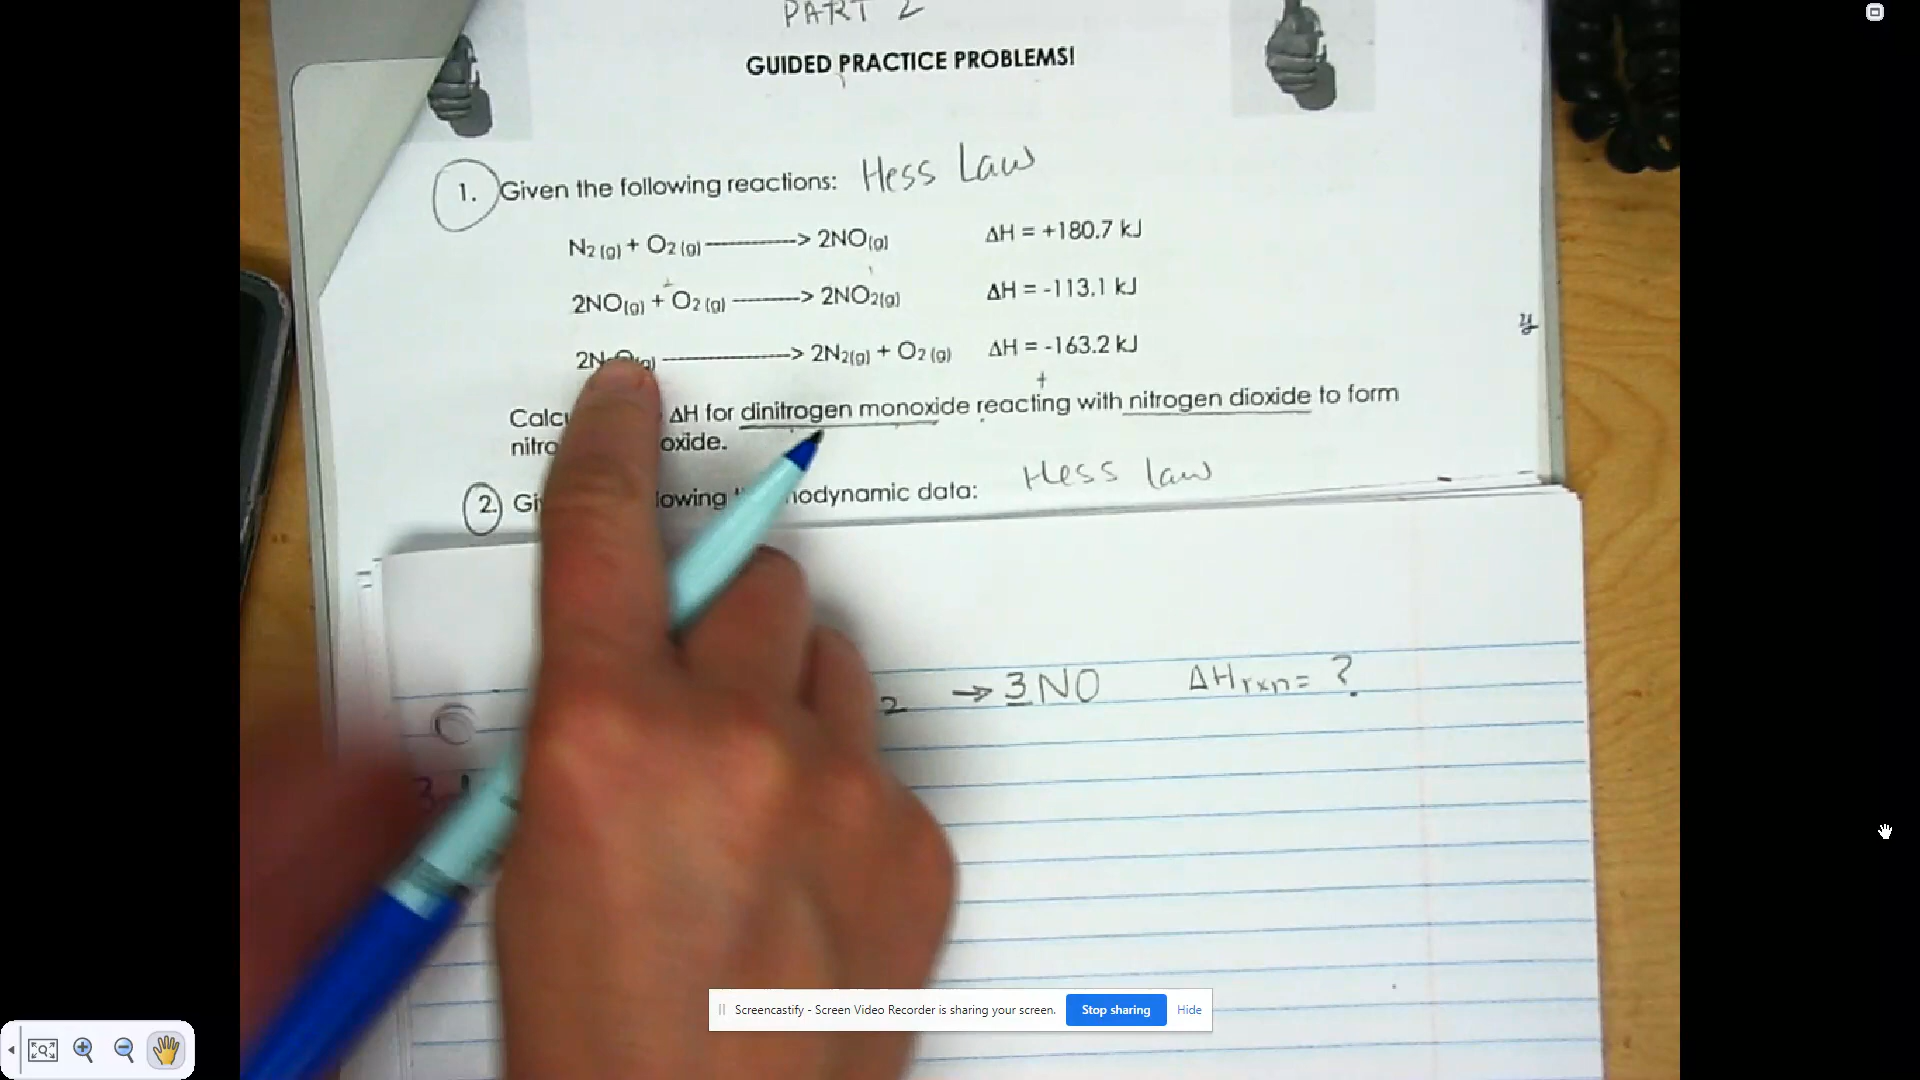 PART 2
GUIDED PRACTICE PROBLEMS!
1. Given the following reactions: Hess Law
N2 (g) + O2 (g) ------------> 2NO(g) ΔH = +180.7 kJ
2NO(g) + O2 (g) ---------> 2NO2(g) ΔH = -113.1 kJ
-----------------> 2N2(g) + O2 (g) ΔH = -163.2 kJ
+
ΔH for dinitrogen monoxide reacting with nitrogen dioxide to form
oxide.
2. data: Hess law
2 → 3NO ΔHrxn = ?
Screencastify - Screen Video Recorder is sharing your screen. Stop sharing Hide